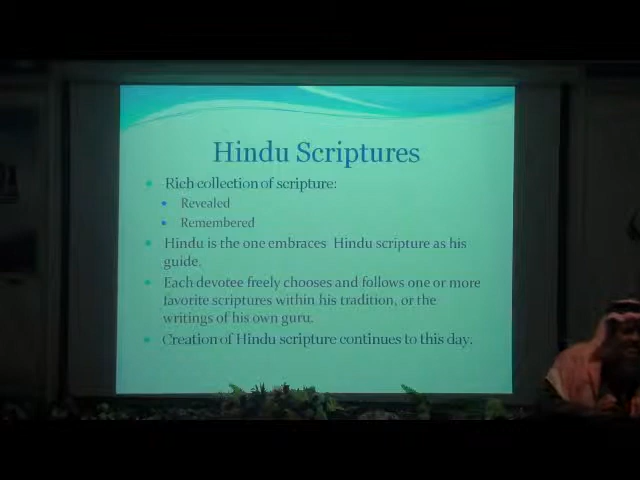 Hindu Scriptures
Rich collection of scripture:
Revealed
Remembered
Hindu is the one embraces Hindu scripture as his
guide.
Each devotee freely chooses and follows one or more
favorite scriptures within his tradition, or the
writings of his own guru.
Creation of Hindu scripture continues to this day.